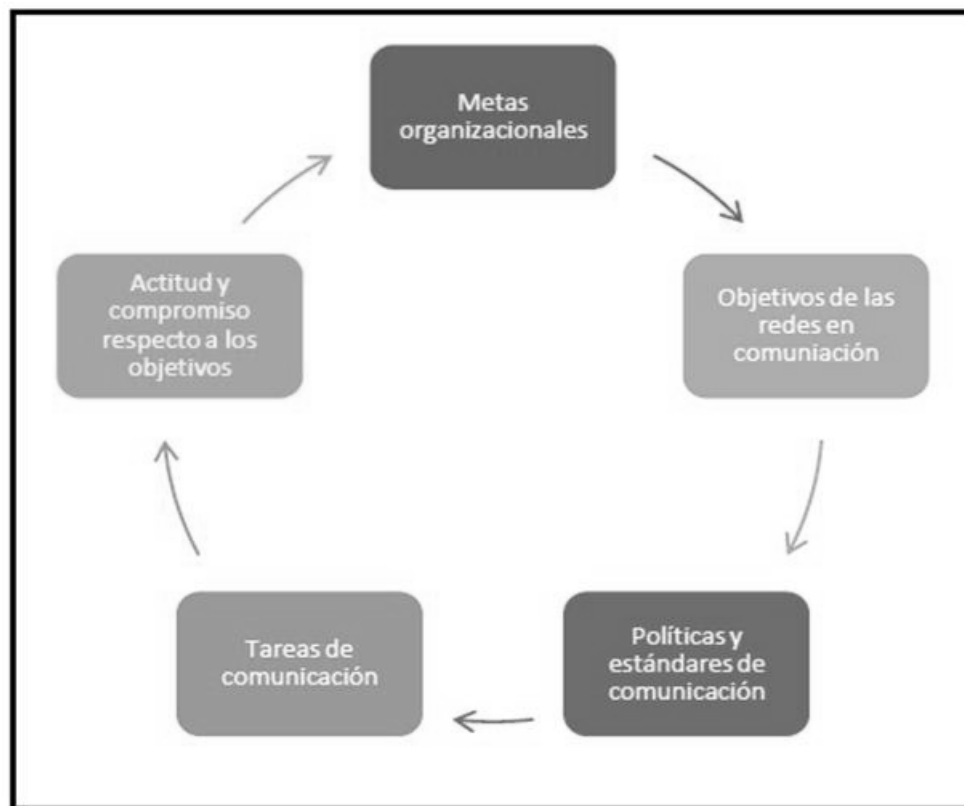 Metas
organizacionales
Objetivos de las
redes en
comuniación
Políticas y
estándares de
comunicación
Tareas de
comunicación
Actitud y
compromiso
respecto a los
objetivos